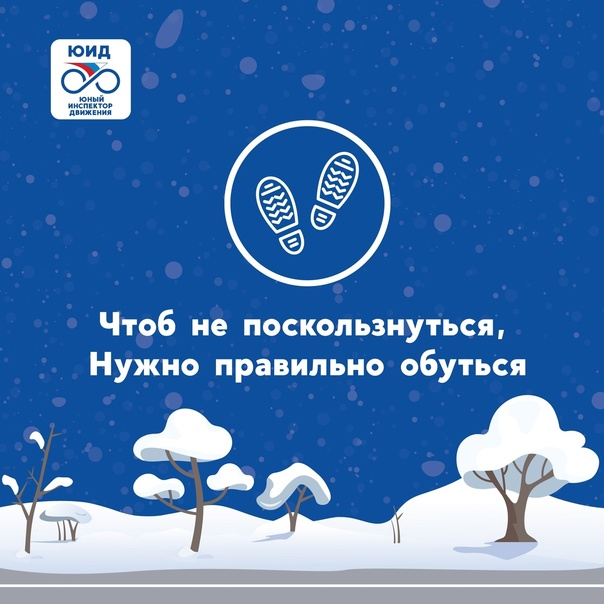 ЮИД
ЮНЫЙ
ИНСПЕКТОР
ДВИЖЕНИЯ
Чтоб не поскользнуться,
Нужно правильно обуться